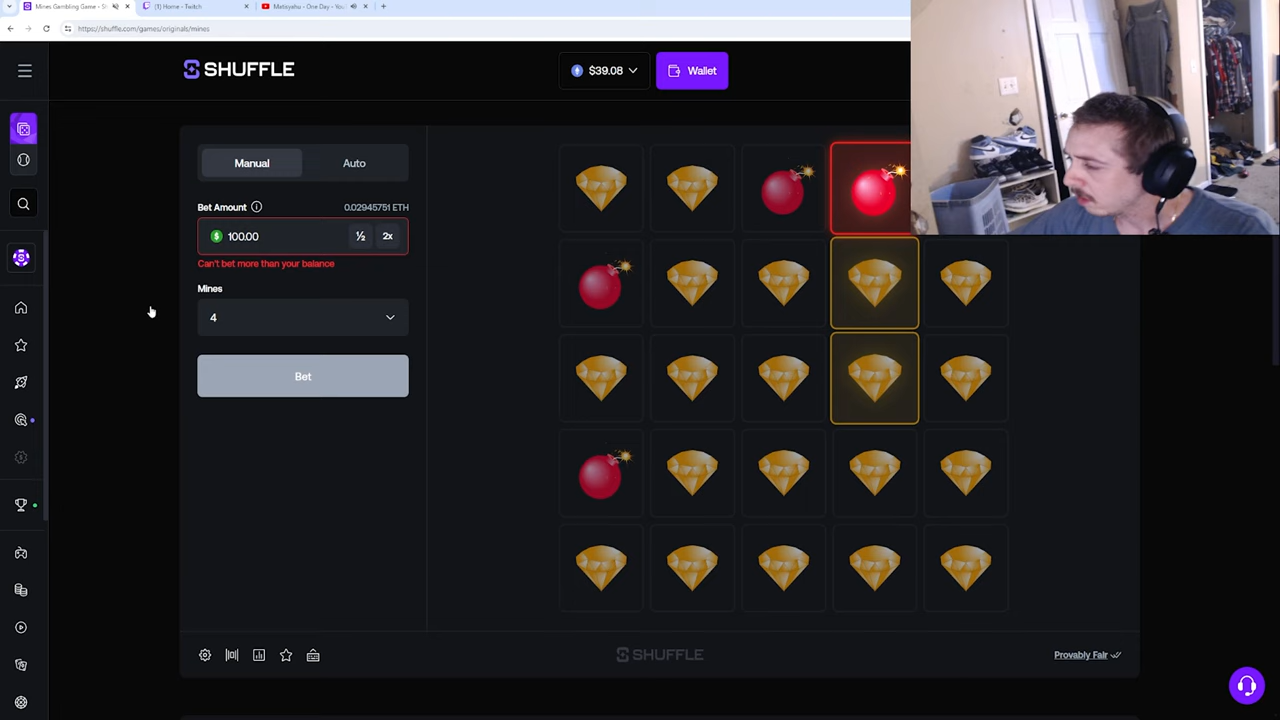 Mines Gambling Game - S
(1) Home - Twitch
Matisyahu - One Day - You
https://shuffle.com/games/originals/mines
SHUFFLE
$39.08
Wallet
Manual
Auto
Bet Amount
0.02945751 ETH
$ 100.00
½
2x
Can't bet more than your balance
Mines
4
Bet
SHUFFLE
Provably Fair